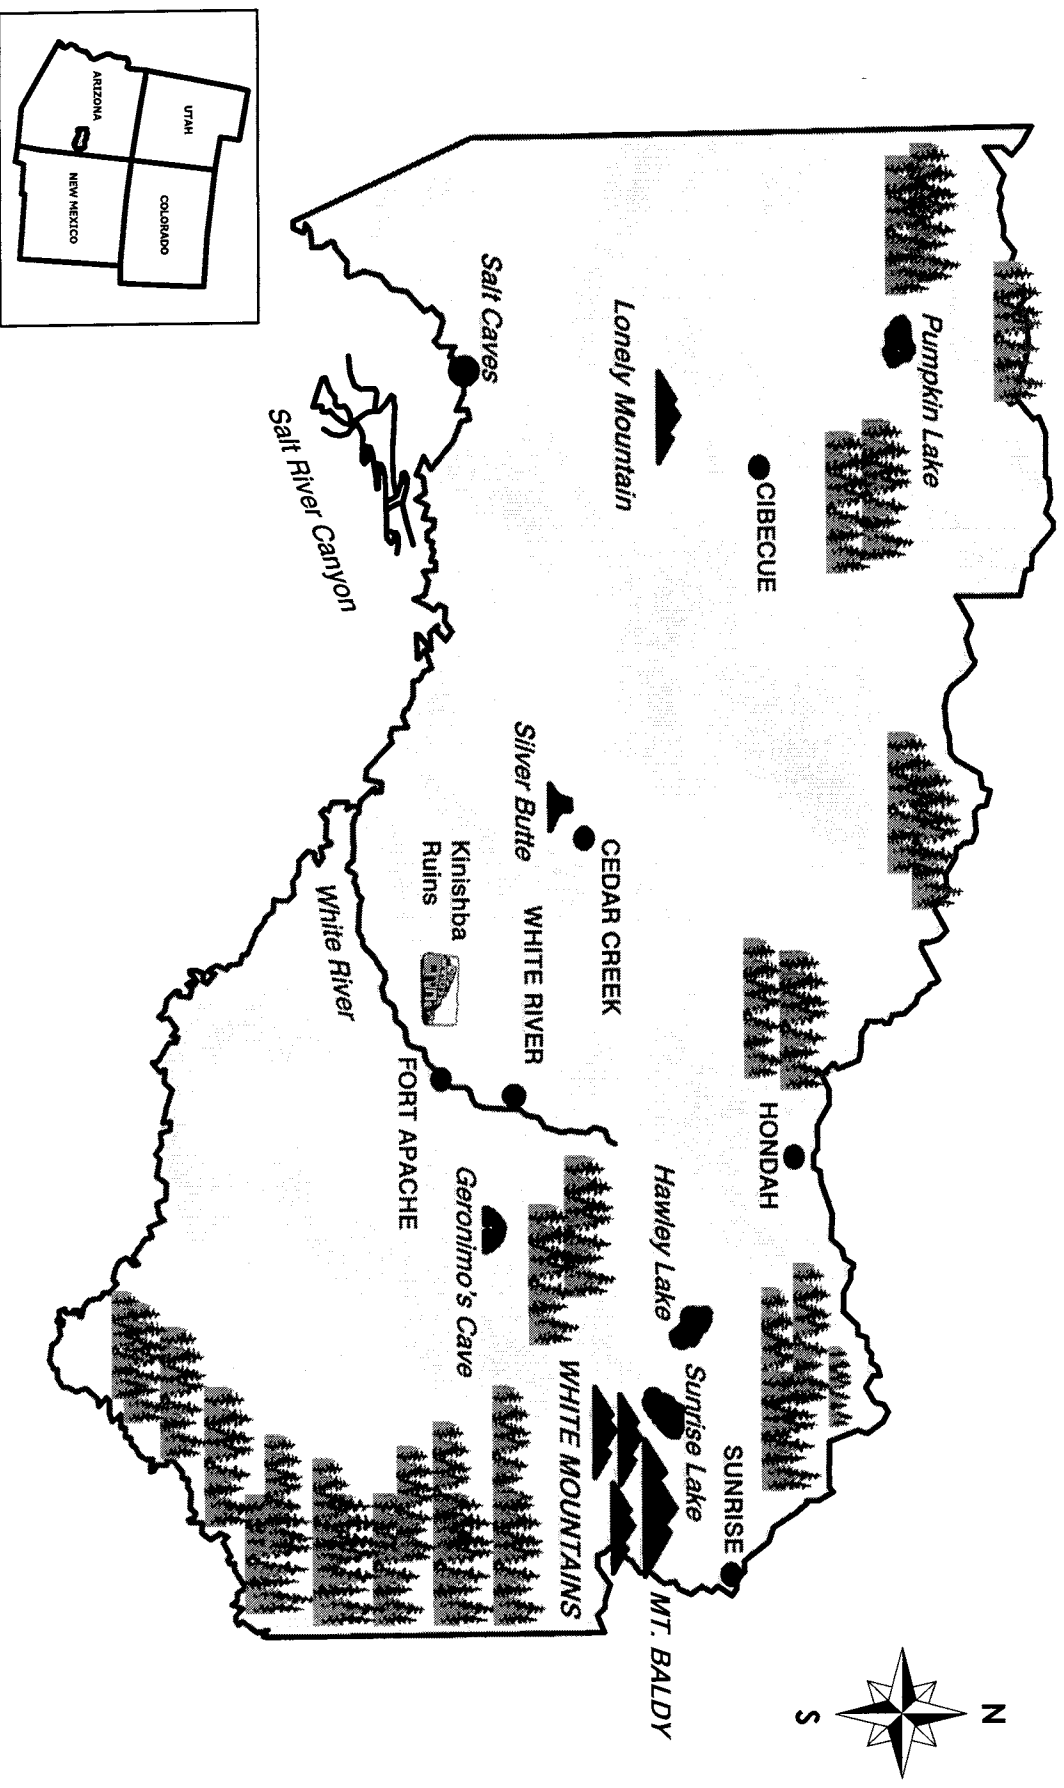 N
S
Pumpkin Lake
CIBECUE
Lonely Mountain
Salt Caves
Salt River Canyon
HONDAH
SUNRISE
Sunrise Lake
Hawley Lake
MT. BALDY
CEDAR CREEK
WHITE MOUNTAINS
WHITE RIVER
Silver Butte
Kinishba
Ruins
Geronimo's Cave
FORT APACHE
White River
UTAH
COLORADO
ARIZONA
NEW MEXICO